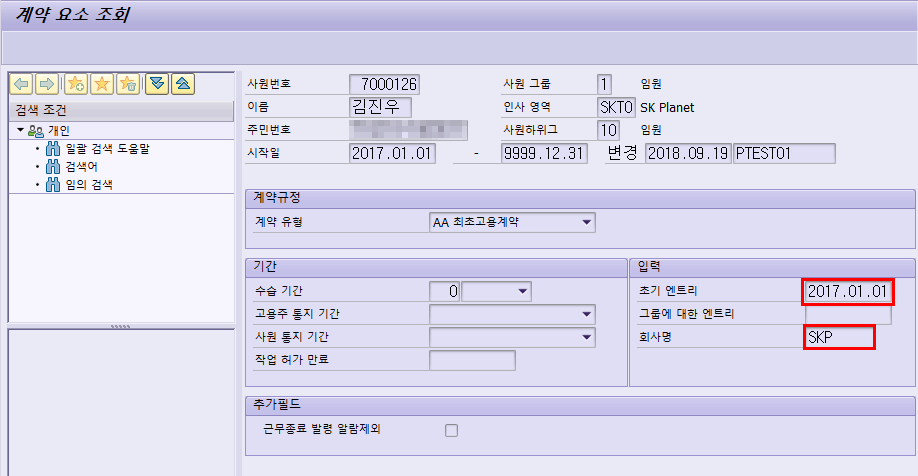 계약 요소 조회
검색 조건
개인
일괄 검색 도움말
검색어
임의 검색
사원번호 7000126 사원 그룹 1 임원
이름 김진우 인사 영역 SKTO SK Planet
주민번호 사원하위그 10 임원
시작일 2017.01.01 - 9999.12.31 변경 2018.09.19 PTEST01
계약규정
계약 유형 AA 최초고용계약
기간
수습 기간 0
고용주 통지 기간
사원 통지 기간
작업 허가 만료
입력
초기 엔트리 2017.01.01
그룹에 대한 엔트리
회사명 SKP
추가필드
근무종료 발령 알람제외